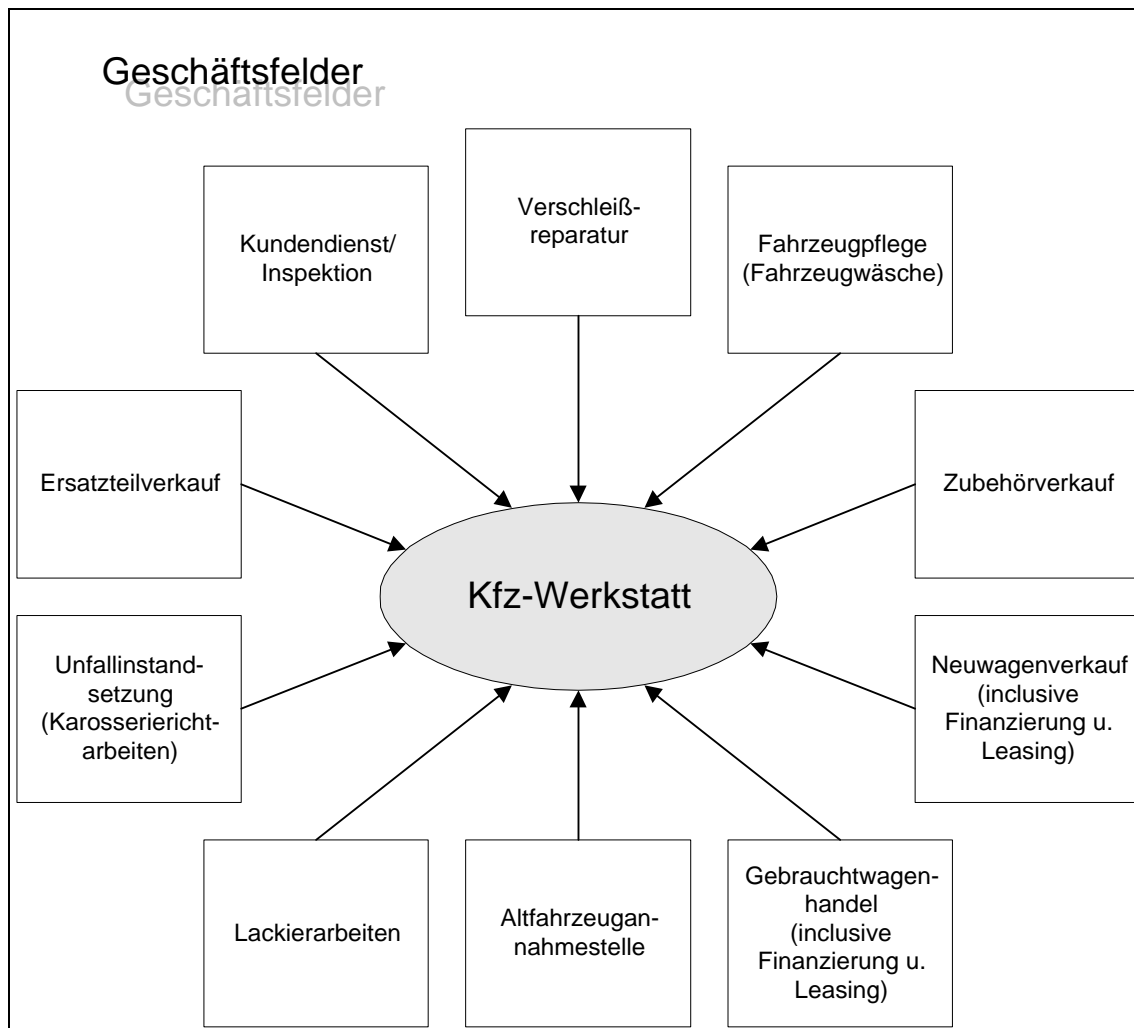 Geschäftsfelder
Geschäftsfelder
Verschleiß-
reparatur
Kundendienst/
Inspektion
Fahrzeugpflege
(Fahrzeugwäsche)
Ersatzteilverkauf
Zubehörverkauf
Kfz-Werkstatt
Unfallinstand-
setzung
(Karosseriericht-
arbeiten)
Neuwagenverkauf
(inclusive
Finanzierung u.
Leasing)
Lackierarbeiten
Altfahrzeugan-
nahmestelle
Gebrauchtwagen-
handel
(inclusive
Finanzierung u.
Leasing)